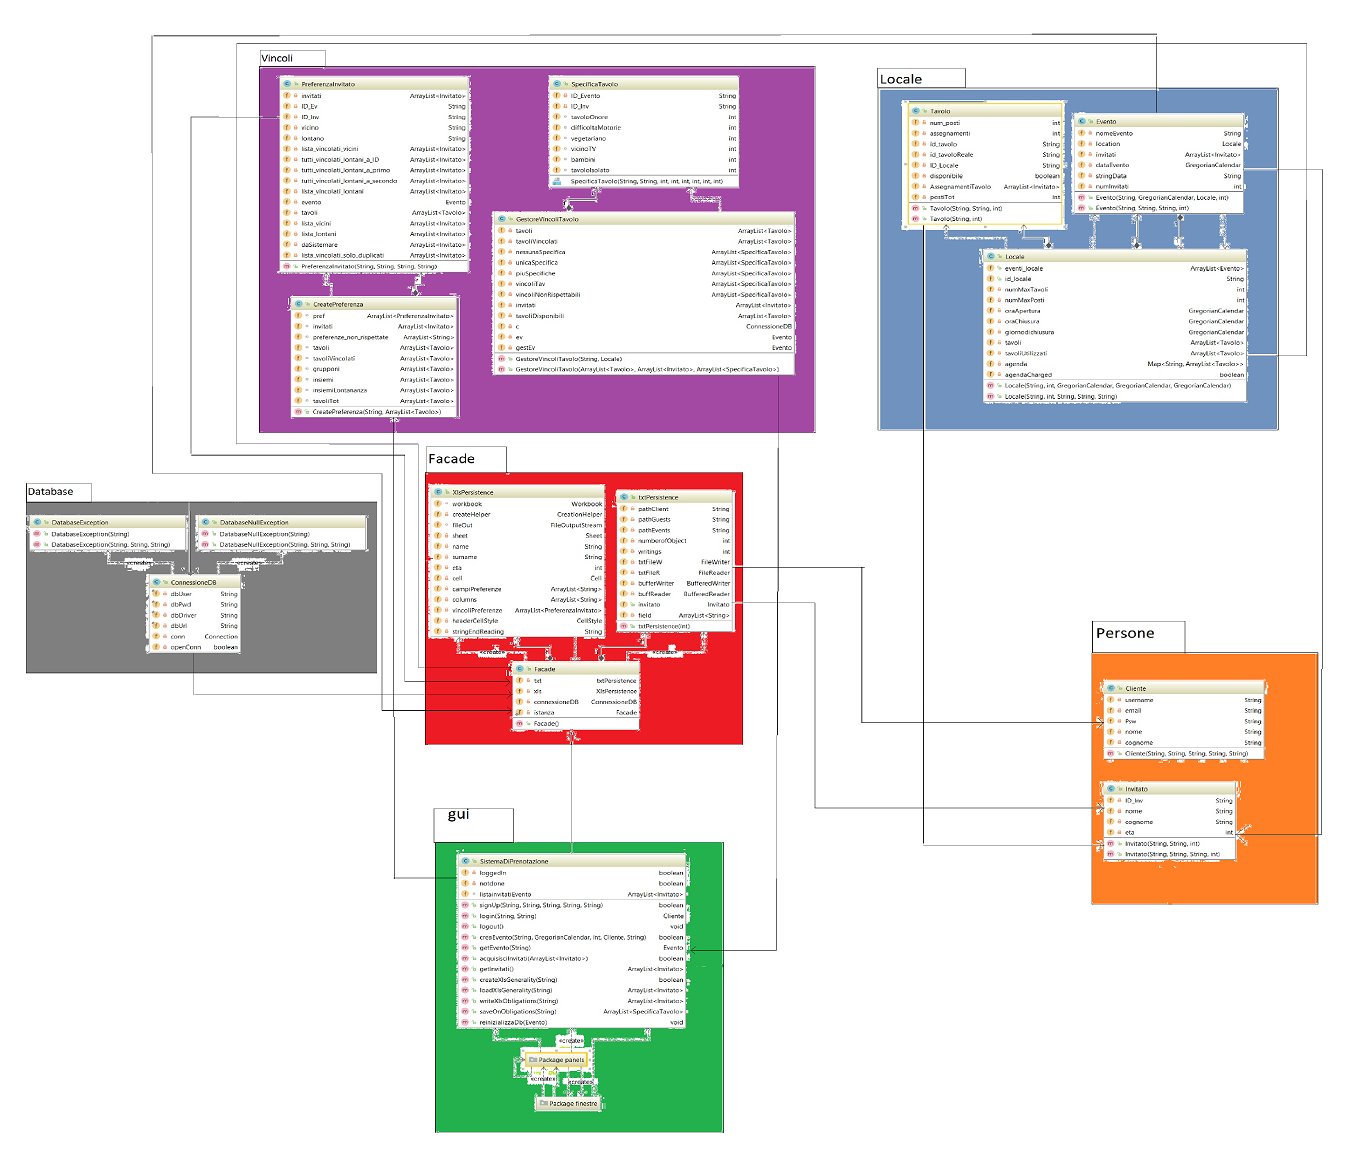 Vincoli
PreferenzaInvitato
invitati ArrayList<Invitato>
ID_Ev String
ID_Inv String
vicino String
lontano String
lista_vincolati_vicini ArrayList<Invitato>
tutti_vincolati_lontani_a_ID ArrayList<Invitato>
tutti_vincolati_lontani_a_primo ArrayList<Invitato>
tutti_vincolati_lontani_a_secondo ArrayList<Invitato>
lista_vincolati_lontani ArrayList<Invitato>
evento Evento
tavoli ArrayList<Tavolo>
lista_vicini ArrayList<Invitato>
lista_lontani ArrayList<Invitato>
daSistemare ArrayList<Invitato>
lista_vincolati_solo_duplicati ArrayList<Invitato>
PreferenzaInvitato(String, String, String, String)
SpecificaTavolo
ID_Evento String
ID_Inv String
tavoloOnore int
difficoltaMotorie int
vegetariano int
vicinoTV int
bambini int
tavoloIsolato int
SpecificaTavolo(String, String, int, int, int, int, int, int)
GestoreVincoliTavolo
tavoli ArrayList<Tavolo>
tavoliVincolati ArrayList<Tavolo>
nessunaSpecifica ArrayList<SpecificaTavolo>
unicaSpecifica ArrayList<SpecificaTavolo>
piuSpecifiche ArrayList<SpecificaTavolo>
vincoliTav ArrayList<SpecificaTavolo>
vincoliNonRispettabili ArrayList<SpecificaTavolo>
invitati ArrayList<Invitato>
tavoliDisponibili ArrayList<Tavolo>
c ConnessioneDB
ev Evento
gestEv Evento
GestoreVincoliTavolo(String, Locale)
GestoreVincoliTavolo(ArrayList<Tavolo>, ArrayList<Invitato>, ArrayList<SpecificaTavolo>)
CreatePreferenza
pref ArrayList<PreferenzaInvitato>
invitati ArrayList<Invitato>
preferenze_non_rispettate ArrayList<String>
tavoli ArrayList<Tavolo>
tavoliVincolati ArrayList<Tavolo>
grupponi ArrayList<Tavolo>
insiemi ArrayList<Tavolo>
insiemiLontananza ArrayList<Tavolo>
tavoliTot ArrayList<Tavolo>
CreatePreferenza(String, ArrayList<Tavolo>)
Locale
Tavolo
num_posti int
assegnamenti int
id_tavolo String
id_tavoloReale String
ID_Locale String
disponibile boolean
AssegnamentiTavolo ArrayList<Invitato>
postiTot int
Tavolo(String, String, int)
Tavolo(String, int)
Evento
nomeEvento String
location Locale
invitati ArrayList<Invitato>
dataEvento GregorianCalendar
stringData String
numInvitati int
Evento(String, GregorianCalendar, Locale, int)
Evento(String, String, String, int)
Locale
eventi_locale ArrayList<Evento>
id_locale String
numMaxTavoli int
numMaxPosti int
oraApertura GregorianCalendar
oraChiusura GregorianCalendar
giornodichiusura GregorianCalendar
tavoli ArrayList<Tavolo>
tavoliUtilizzati ArrayList<Tavolo>
agenda Map<String, ArrayList<Tavolo>>
agendaCharged boolean
Locale(String, int, GregorianCalendar, GregorianCalendar, GregorianCalendar)
Locale(String, int, String, String, String)
Database
DatabaseException
DatabaseException(String)
DatabaseException(String, String, String)
DatabaseNullException
DatabaseNullException(String)
DatabaseNullException(String, String, String)
«create»
«create»
ConnessioneDB
dbUser String
dbPwd String
dbDriver String
dbUrl String
conn Connection
openConn boolean
Facade
XlsPersistence
workbook Workbook
createHelper CreationHelper
fileOut FileOutputStream
sheet Sheet
name String
surname String
eta int
cell Cell
campiPreferenze ArrayList<String>
columns ArrayList<String>
vincoliPreferenze ArrayList<PreferenzaInvitato>
headerCellStyle CellStyle
stringEndReading String
txtPersistence
pathClient String
pathGuests String
pathEvents String
numberofObject int
writings int
txtFileW FileWriter
txtFileR FileReader
bufferWriter BufferedWriter
buffReader BufferedReader
invitato Invitato
field ArrayList<String>
txtPersistence(int)
«create»
«create»
Facade
txt txtPersistence
xls XlsPersistence
connessioneDB ConnessioneDB
istanza Facade
Facade()
Persone
Cliente
username String
email String
Psw String
nome String
cognome String
Cliente(String, String, String, String, String)
Invitato
ID_Inv String
nome String
cognome String
eta int
Invitato(String, String, int)
Invitato(String, String, String, int)
gui
SistemaDiPrenotazione
loggedIn boolean
notdone boolean
listainvitatiEvento ArrayList<Invitato>
signUp(String, String, String, String, String) boolean
login(String, String) Cliente
logout() void
creaEvento(String, GregorianCalendar, int, Cliente, String) boolean
getEvento(String) Evento
acquisisciInvitati(ArrayList<Invitato>) boolean
getInvitati() ArrayList<Invitato>
createXlsGenerality(String) boolean
loadXlsGenerality(String) ArrayList<Invitato>
writeXlsObligations(String) ArrayList<Invitato>
saveOnObligations(String) ArrayList<SpecificaTavolo>
reinizializzaDb(Evento) void
«create»
Package panels
«create»
«create»
Package finestre